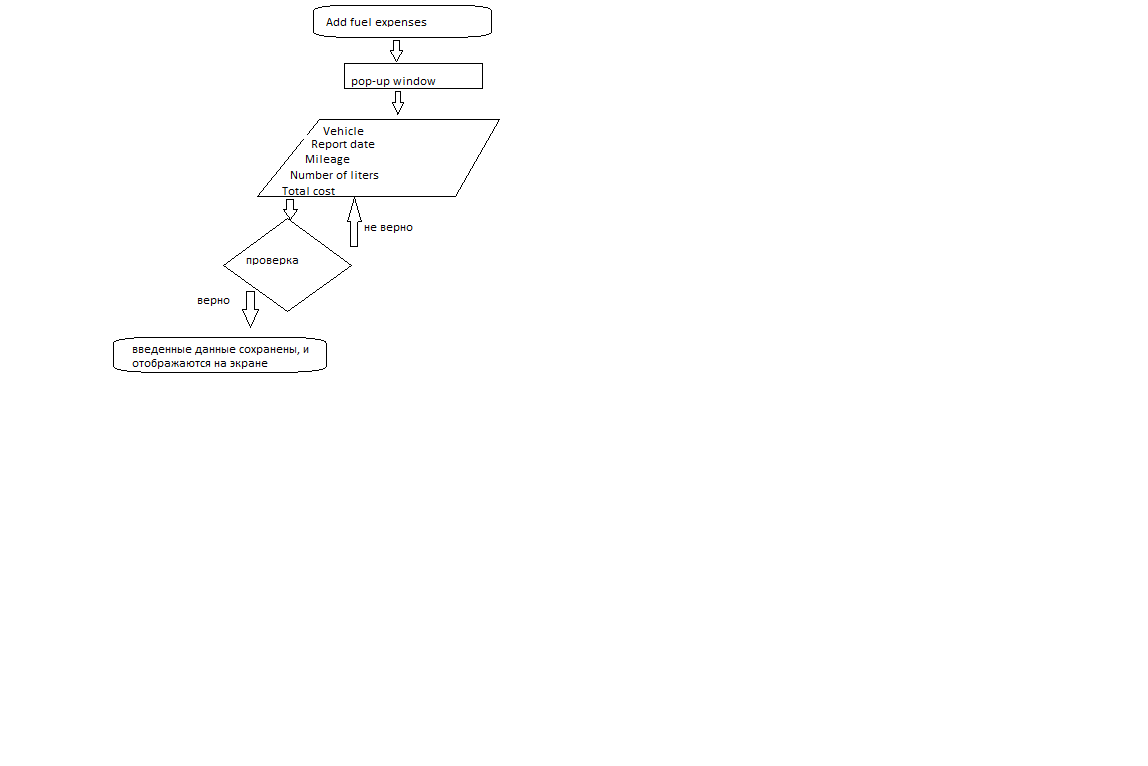 Add fuel expenses
pop-up window
Vehicle
Report date
Mileage
Number of liters
Total cost
не верно
проверка
верно
введенные данные сохранены, и
отображаются на экране